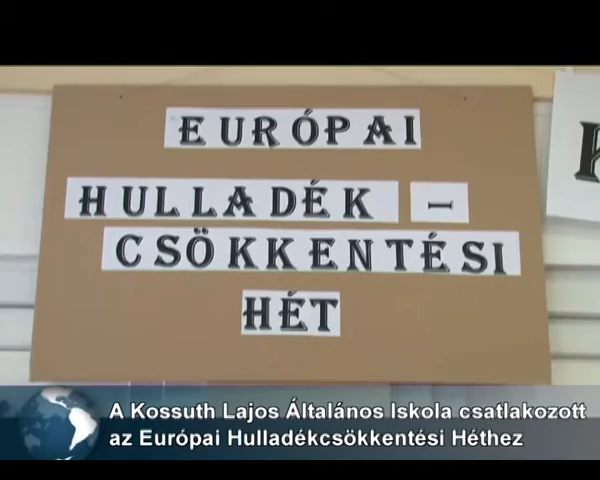 EURÓPAI
HULLADÉK –
CSÖKKENTÉSI
HÉT
A Kossuth Lajos Általános Iskola csatlakozott
az Európai Hulladékcsökkentési Héthez